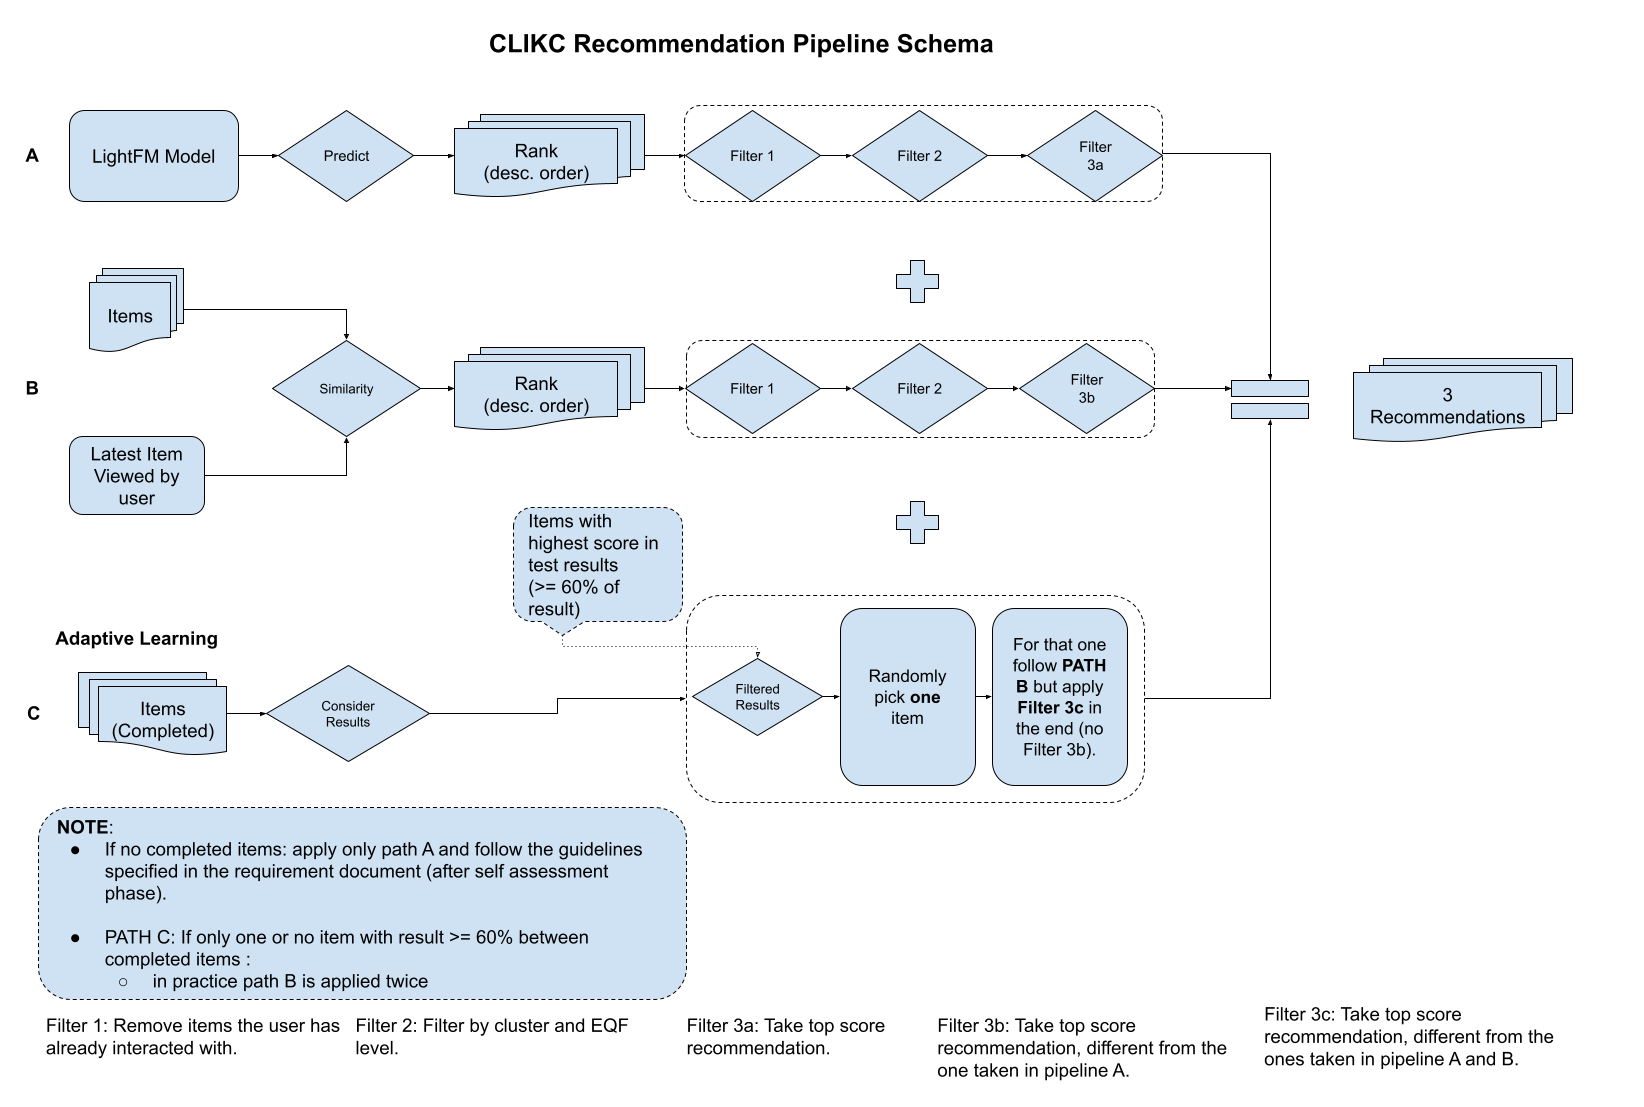 CLIKC Recommendation Pipeline Schema
A
LightFM Model
Predict
Rank
(desc. order)
Filter 1
Filter 2
Filter
3a
Items
B
Similarity
Rank
(desc. order)
Filter 1
Filter 2
Filter
3b
3
Recommendations
Latest Item
Viewed by
user
Items with
highest score in
test results
(>= 60% of
result)
Adaptive Learning
C
Items
(Completed)
Consider
Results
Filtered
Results
Randomly
pick one
item
For that one
follow PATH
B but apply
Filter 3c in
the end (no
Filter 3b).
NOTE:
● If no completed items: apply only path A and follow the guidelines
specified in the requirement document (after self assessment
phase).
● PATH C: If only one or no item with result >= 60% between
completed items :
○ in practice path B is applied twice
Filter 1: Remove items the user has
already interacted with.
Filter 2: Filter by cluster and EQF
level.
Filter 3a: Take top score
recommendation.
Filter 3b: Take top score
recommendation, different from the
one taken in pipeline A.
Filter 3c: Take top score
recommendation, different from the
ones taken in pipeline A and B.